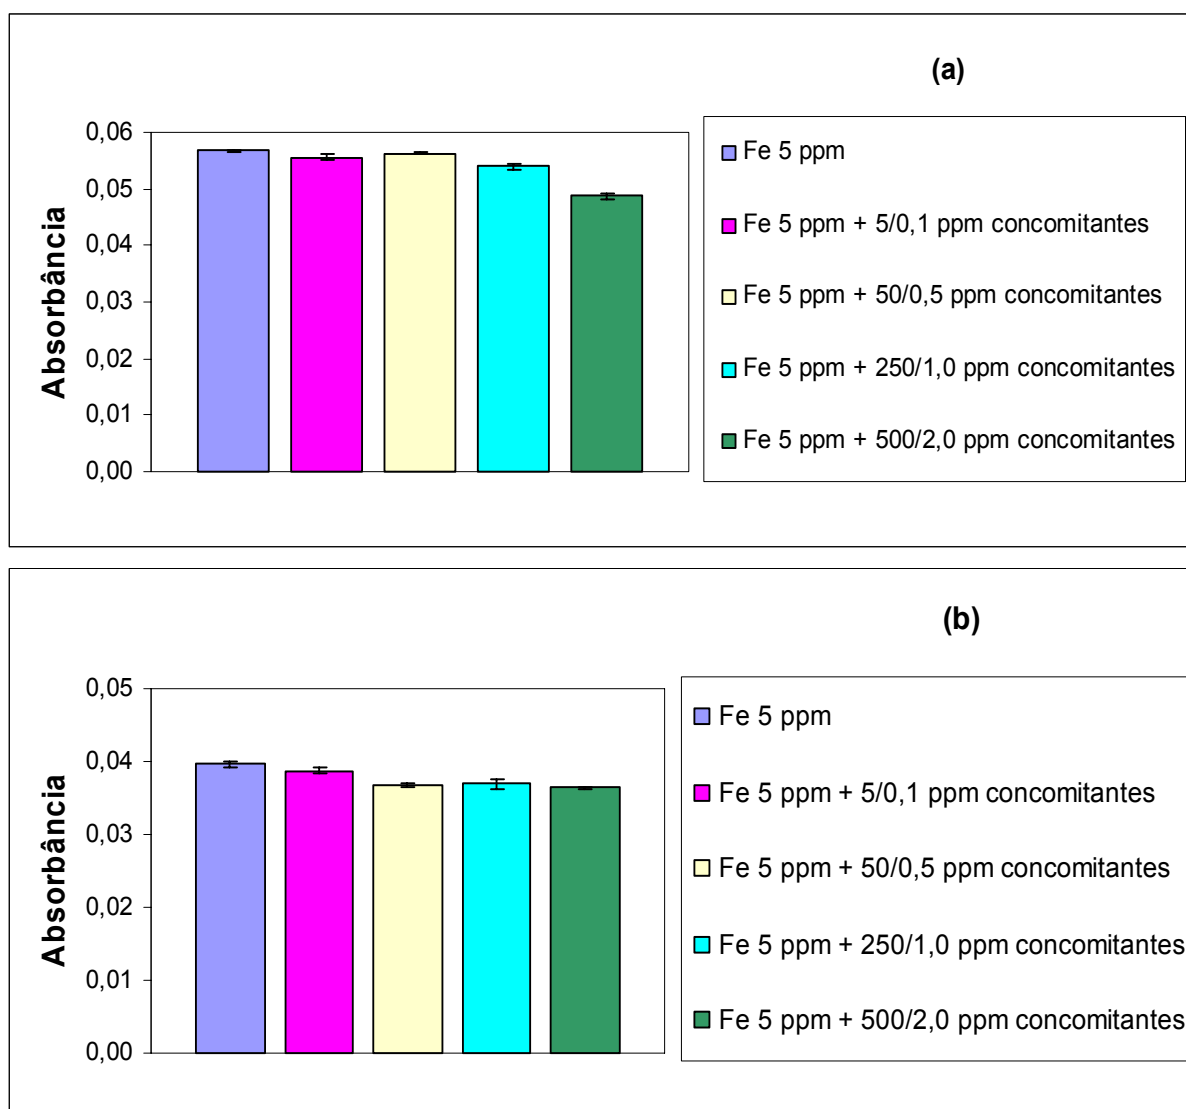 (a)
0,06
0,05
0,04
0,03
0,02
0,01
0,00
Absorbância
Fe 5 ppm
Fe 5 ppm + 5/0,1 ppm concomitantes
Fe 5 ppm + 50/0,5 ppm concomitantes
Fe 5 ppm + 250/1,0 ppm concomitantes
Fe 5 ppm + 500/2,0 ppm concomitantes
(b)
0,05
0,04
0,03
0,02
0,01
0,00
Absorbância
Fe 5 ppm
Fe 5 ppm + 5/0,1 ppm concomitantes
Fe 5 ppm + 50/0,5 ppm concomitantes
Fe 5 ppm + 250/1,0 ppm concomitantes
Fe 5 ppm + 500/2,0 ppm concomitantes